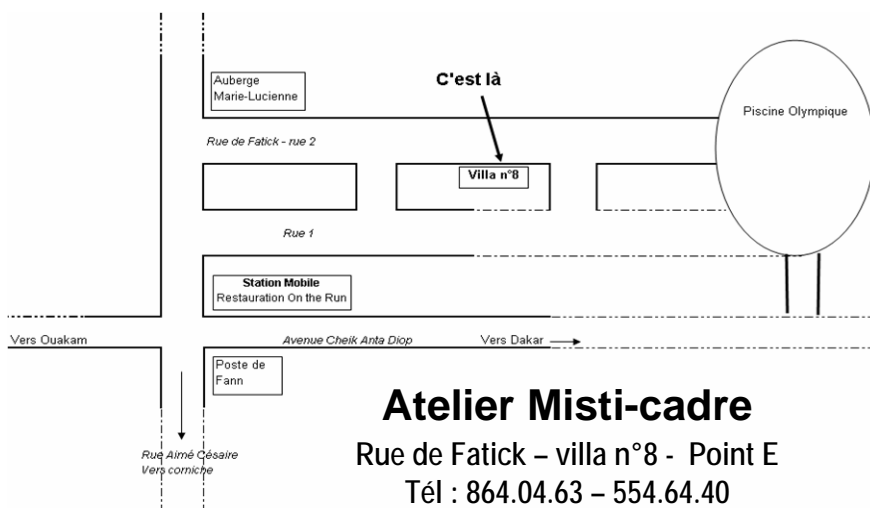 Auberge
Marie-Lucienne
C'est là
Piscine Olympique
Rue de Fatick - rue 2
Villa n°8
Rue 1
Station Mobile
Restauration On the Run
Vers Ouakam
Avenue Cheik Anta Diop
Vers Dakar
Poste de
Fann
Rue Aimé Césaire
Vers corniche
Atelier Misti-cadre
Rue de Fatick – villa n°8 - Point E
Tél : 864.04.63 – 554.64.40